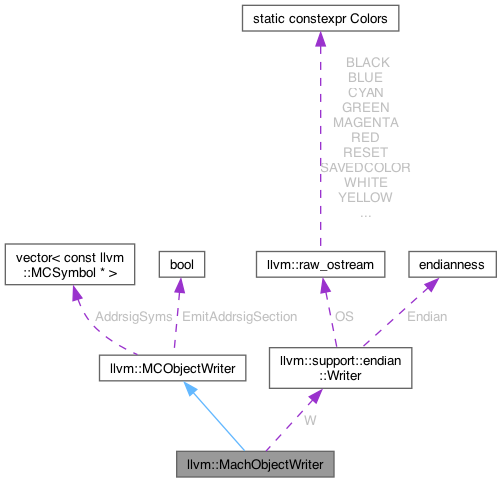 static constexpr Colors
BLACK
BLUE
CYAN
GREEN
MAGENTA
RED
RESET
SAVEDCOLOR
WHITE
YELLOW
...
vector< const llvm
::MCSymbol * >
bool
llvm::raw_ostream
endianness
AddrsigSyms
EmitAddrsigSection
OS
Endian
llvm::MCObjectWriter
llvm::support::endian
::Writer
W
llvm::MachObjectWriter